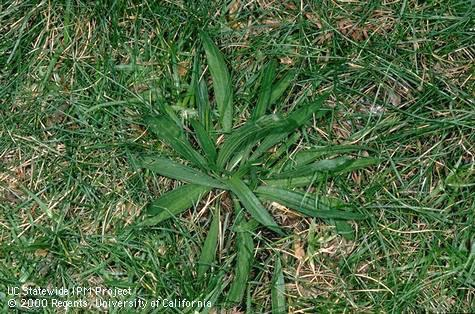 UC Statewide IPM Project
© 2000 Regents, University of California